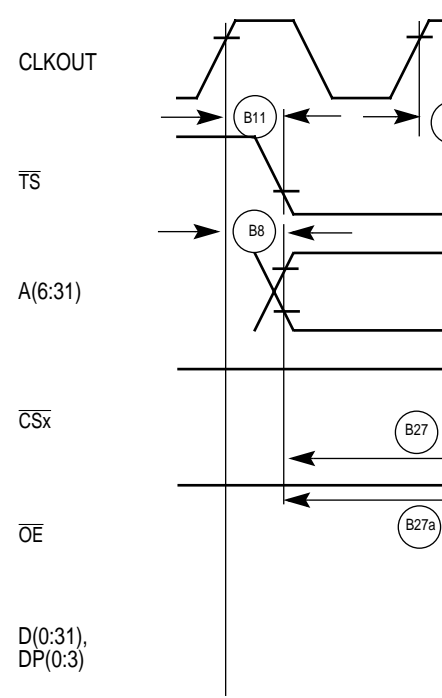 CLKOUT
B11
TS
B8
A(6:31)
CSx
B27
OE
B27a
D(0:31),
DP(0:3)